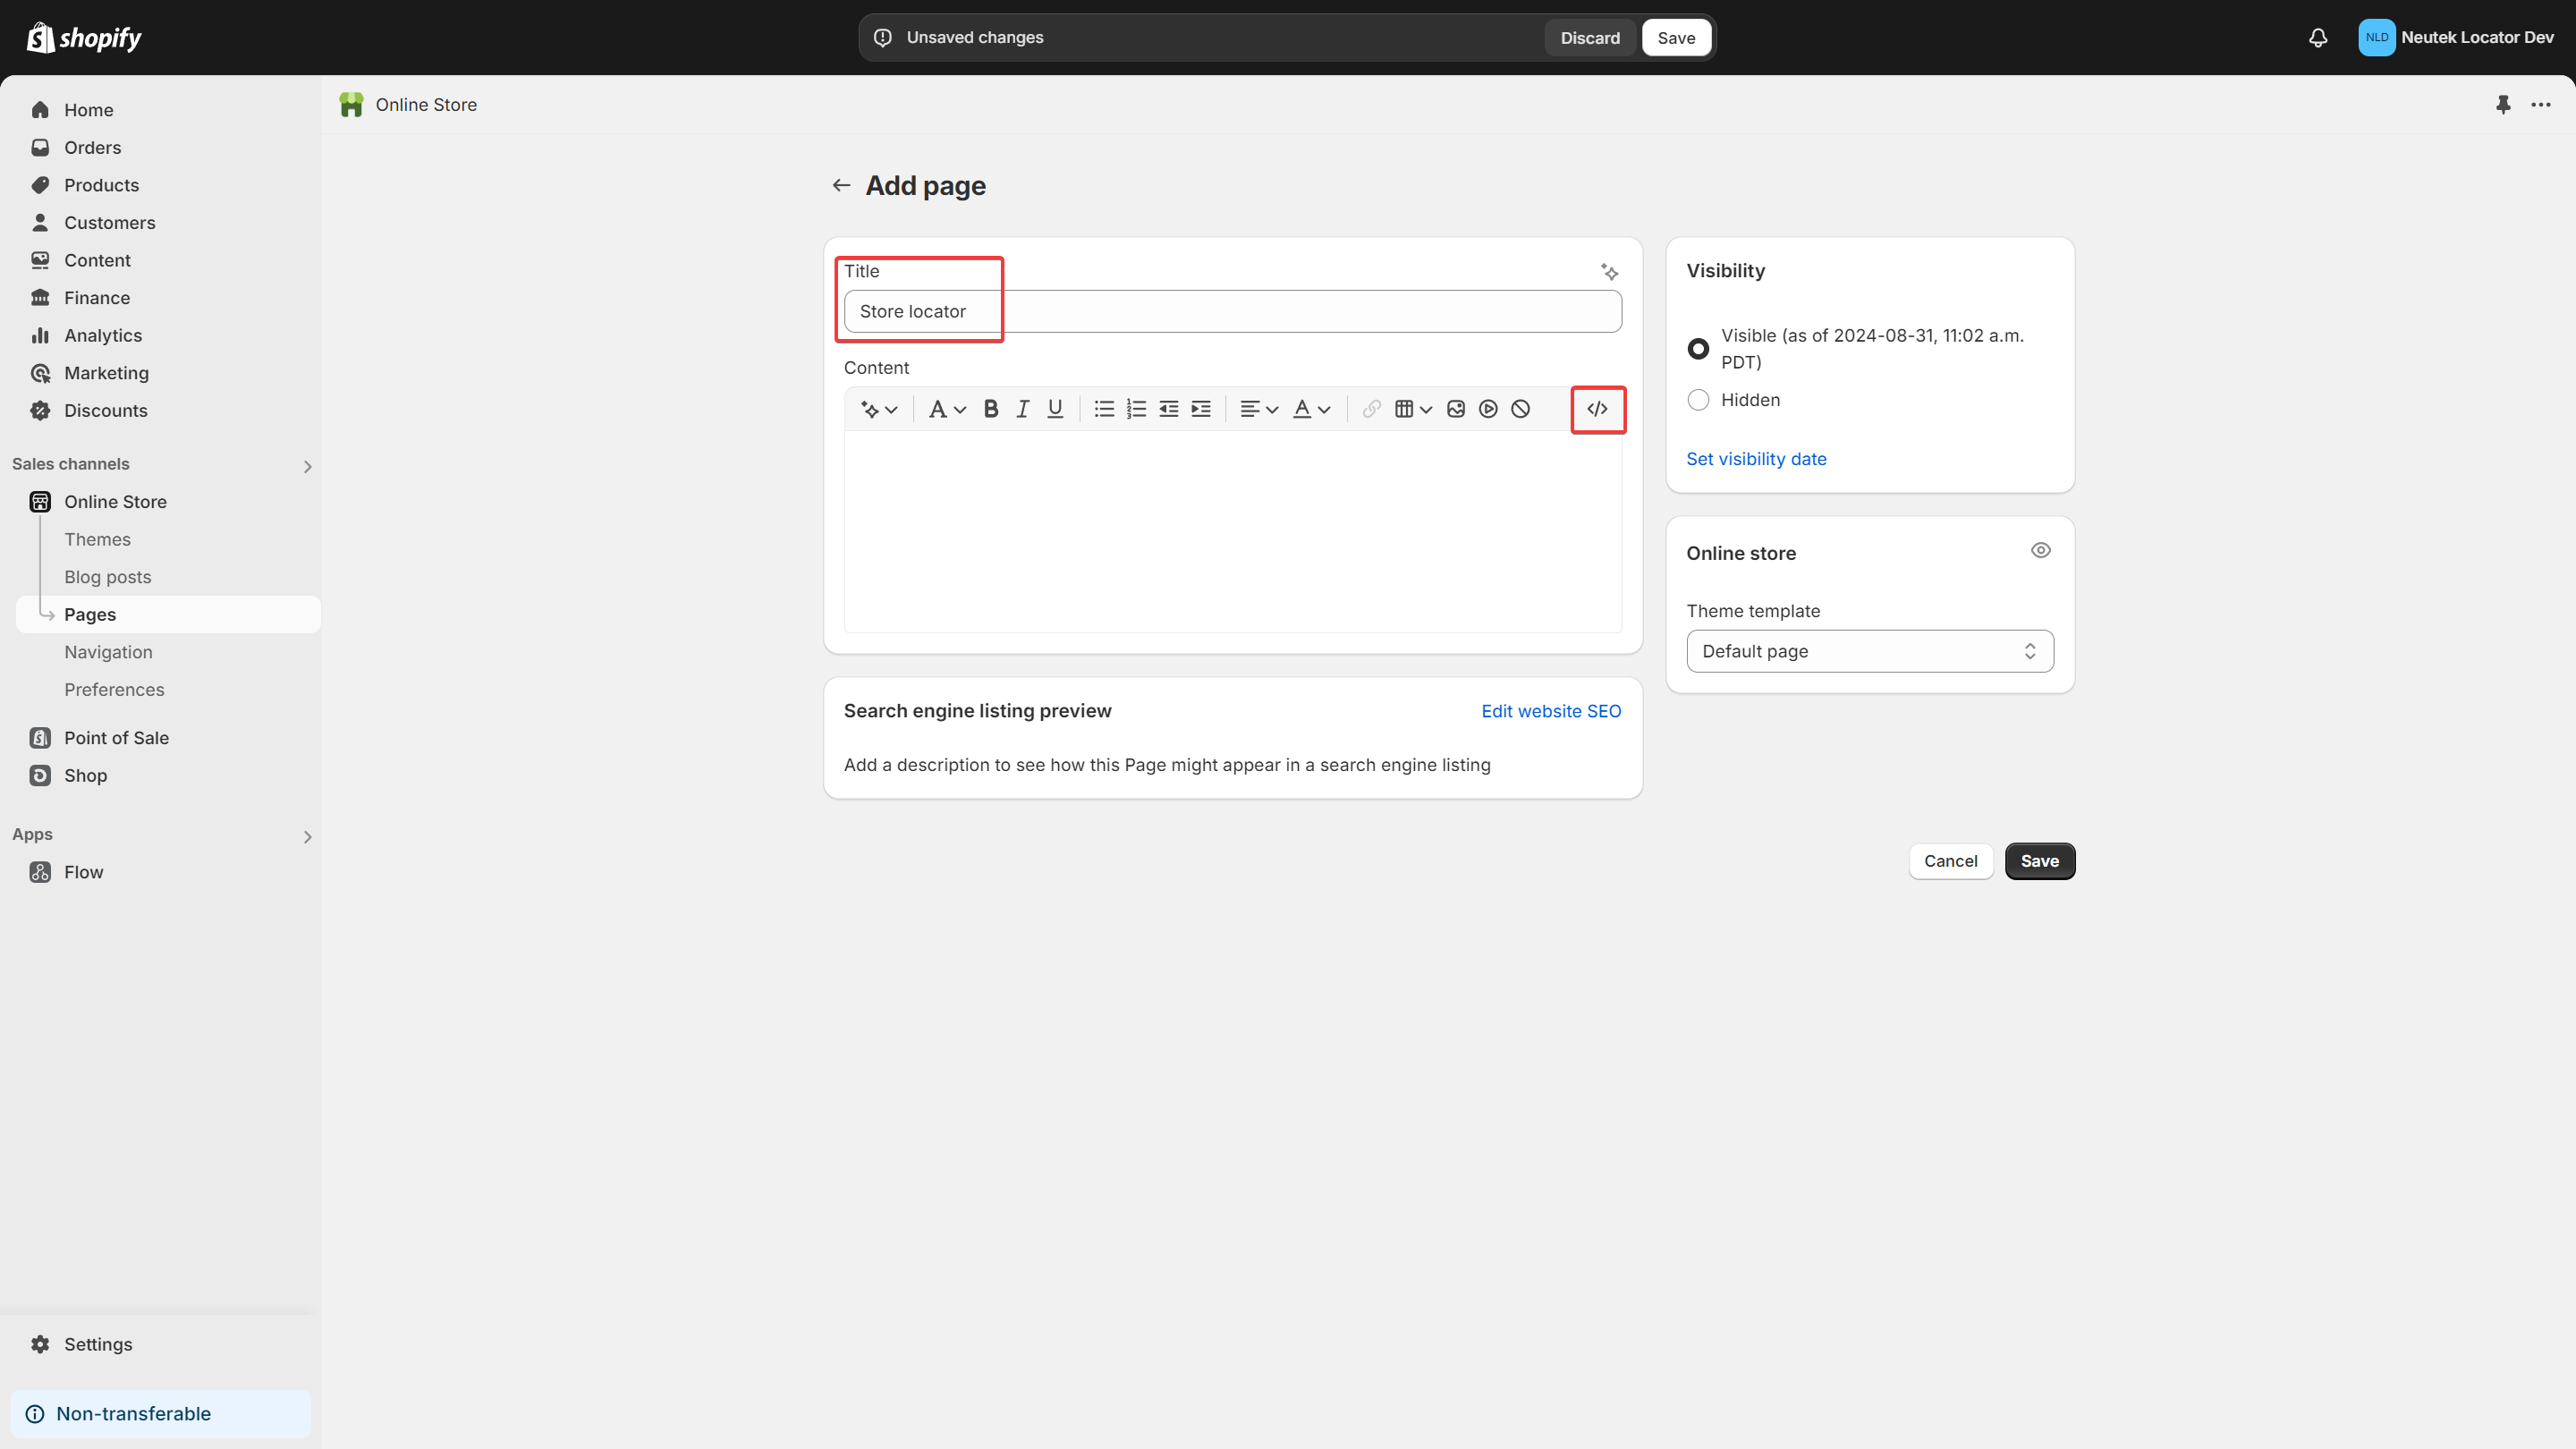 shopify
Unsaved changes
Discard
Save
NLD
Neutek Locator Dev
Home
Orders
Products
Customers
Content
Finance
Analytics
Marketing
Discounts
Sales channels
Online Store
Themes
Blog posts
Pages
Navigation
Preferences
Point of Sale
Shop
Apps
Flow
Settings
Non-transferable
Online Store
Add page
Title
Store locator
Content
Search engine listing preview
Edit website SEO
Add a description to see how this Page might appear in a search engine listing
Visibility
Visible (as of 2024-08-31, 11:02 a.m.
PDT)
Hidden
Set visibility date
Online store
Theme template
Default page
Cancel
Save